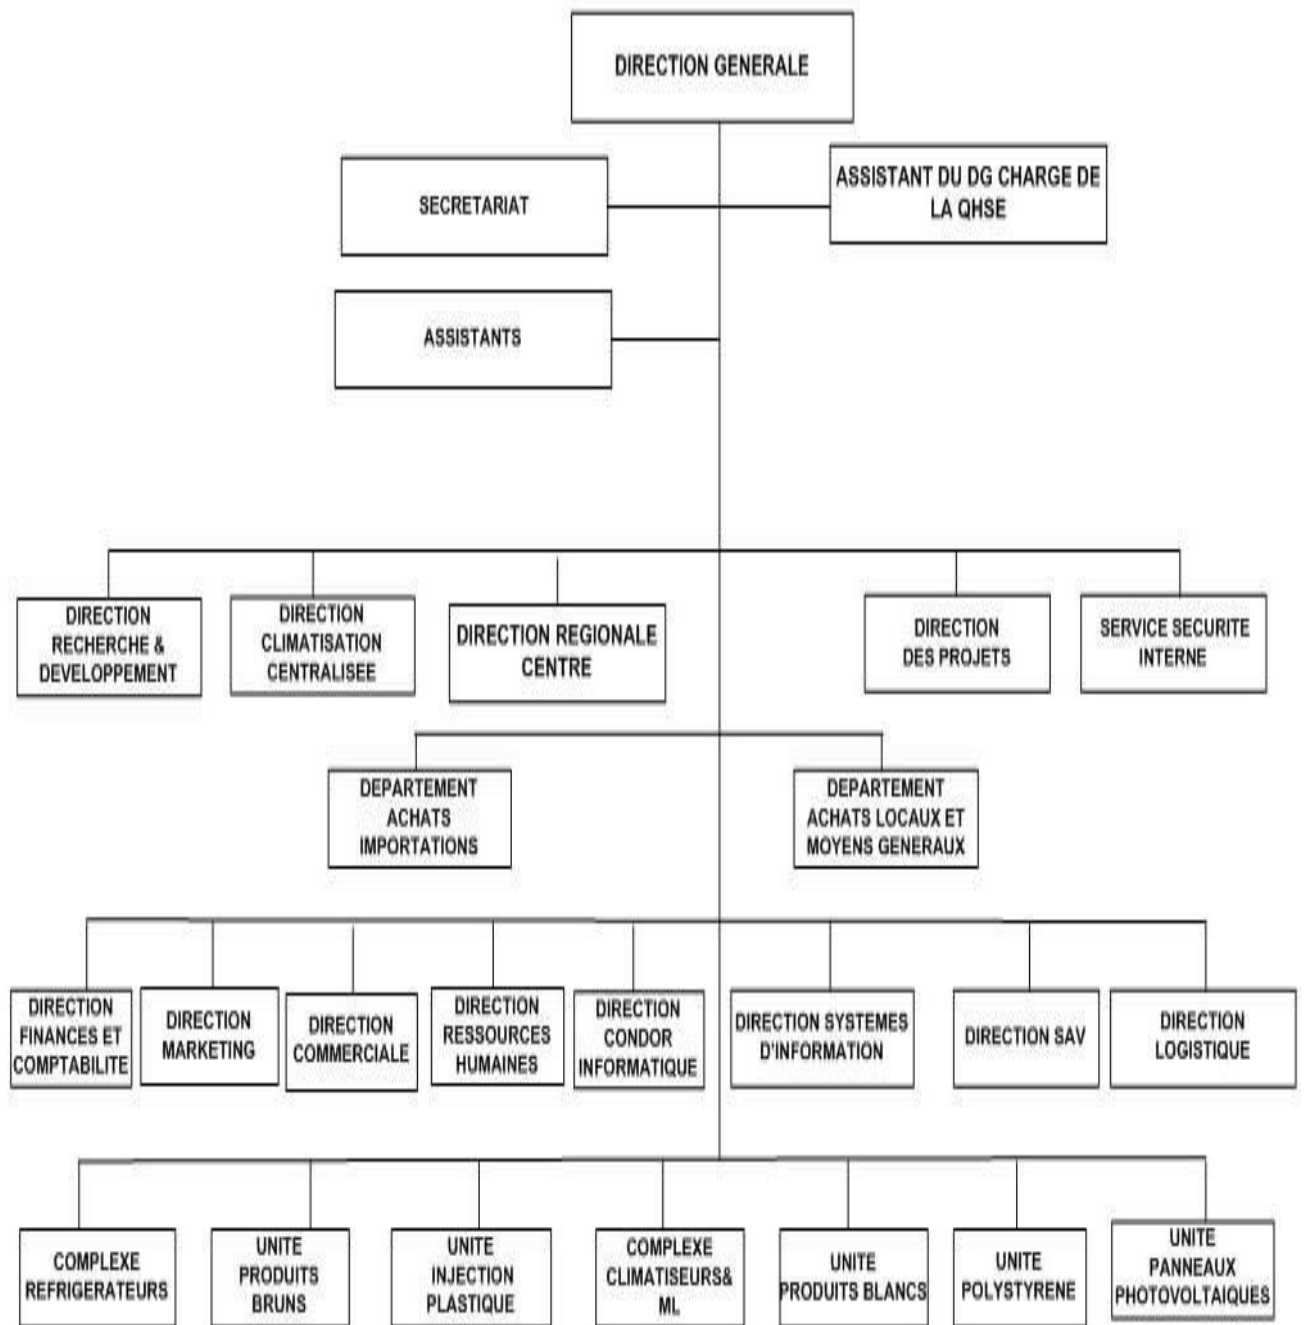 DIRECTION GENERALE
SECRETARIAT
ASSISTANT DU DG CHARGE DE
LA QHSE
ASSISTANTS
DIRECTION
RECHERCHE &
DEVELOPPEMENT
DIRECTION
CLIMATISATION
CENTRALISEE
DIRECTION REGIONALE
CENTRE
DIRECTION
DES PROJETS
SERVICE SECURITE
INTERNE
DEPARTEMENT
ACHATS
IMPORTATIONS
DEPARTEMENT
ACHATS LOCAUX ET
MOYENS GENERAUX
DIRECTION
FINANCES ET
COMPTABILITE
DIRECTION
MARKETING
DIRECTION
COMMERCIALE
DIRECTION
RESSOURCES
HUMAINES
DIRECTION
CONDOR
INFORMATIQUE
DIRECTION SYSTEMES
D'INFORMATION
DIRECTION SAV
DIRECTION
LOGISTIQUE
COMPLEXE
REFRIGERATEURS
UNITE
PRODUITS
BRUNS
UNITE
INJECTION
PLASTIQUE
COMPLEXE
CLIMATISEURS&
ML
UNITE
PRODUITS BLANCS
UNITE
POLYSTYRENE
UNITE
PANNEAUX
PHOTOVOLTAIQUES